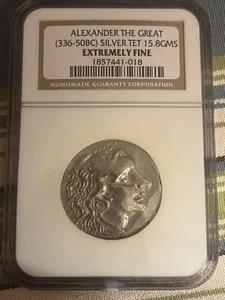 ALEXANDER THE GREAT
(336-50BC) SILVER TET 15.8GMS
EXTREMELY FINE
1857441-018
NUMISMATIC GUARANTY CORPORATION